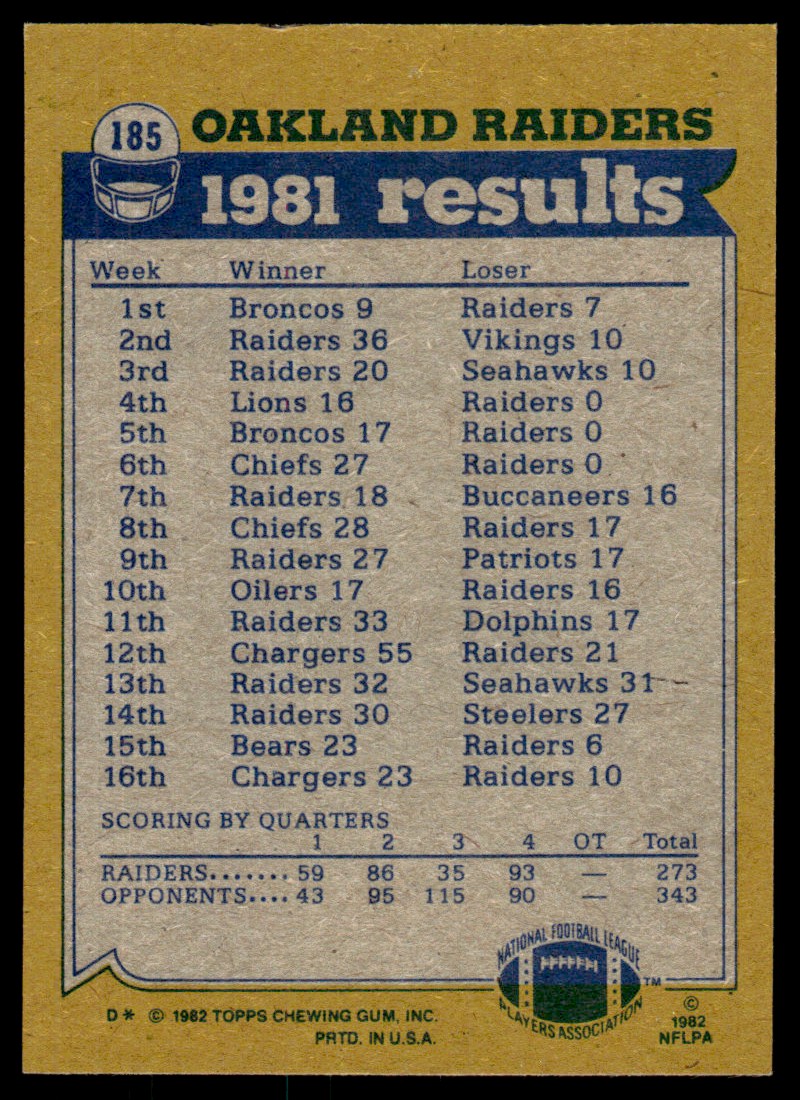 185 OAKLAND RAIDERS
1981 results
Week Winner Loser
1st Broncos 9 Raiders 7
2nd Raiders 36 Vikings 10
3rd Raiders 20 Seahawks 10
4th Lions 16 Raiders 0
5th Broncos 17 Raiders 0
6th Chiefs 27 Raiders 0
7th Raiders 18 Buccaneers 16
8th Chiefs 28 Raiders 17
9th Raiders 27 Patriots 17
10th Oilers 17 Raiders 16
11th Raiders 33 Dolphins 17
12th Chargers 55 Raiders 21
13th Raiders 32 Seahawks 31
14th Raiders 30 Steelers 27
15th Bears 23 Raiders 6
16th Chargers 23 Raiders 10
SCORING BY QUARTERS
1 2 3 4 OT Total
RAIDERS....... 59 86 35 93 — 273
OPPONENTS.... 43 95 115 90 — 343
NATIONAL FOOTBALL LEAGUE
PLAYERS ASSOCIATION
TM
D* © 1982 TOPPS CHEWING GUM, INC.
PRTD. IN U.S.A.
©
1982
NFLPA